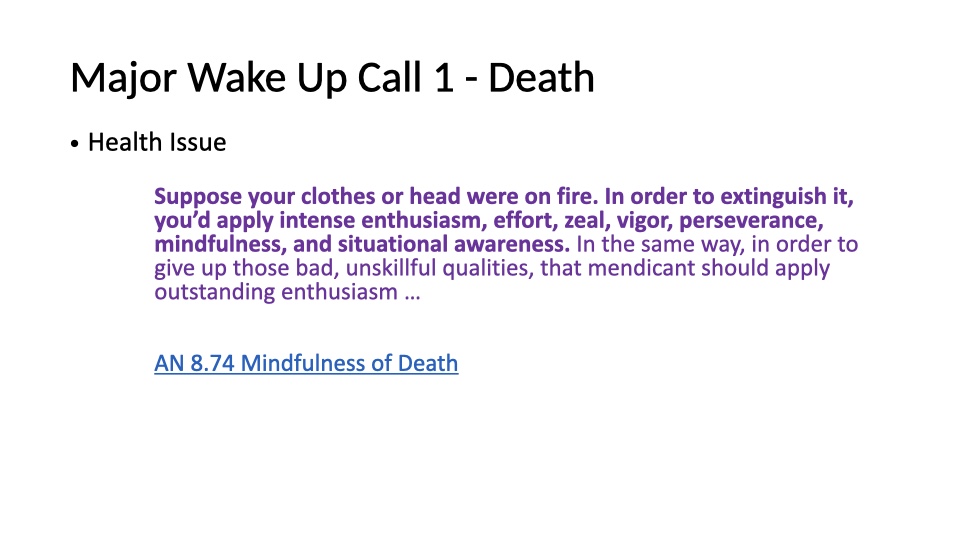 Major Wake Up Call 1 - Death
• Health Issue
Suppose your clothes or head were on fire. In order to extinguish it,
you’d apply intense enthusiasm, effort, zeal, vigor, perseverance,
mindfulness, and situational awareness. In the same way, in order to
give up those bad, unskillful qualities, that mendicant should apply
outstanding enthusiasm …
AN 8.74 Mindfulness of Death